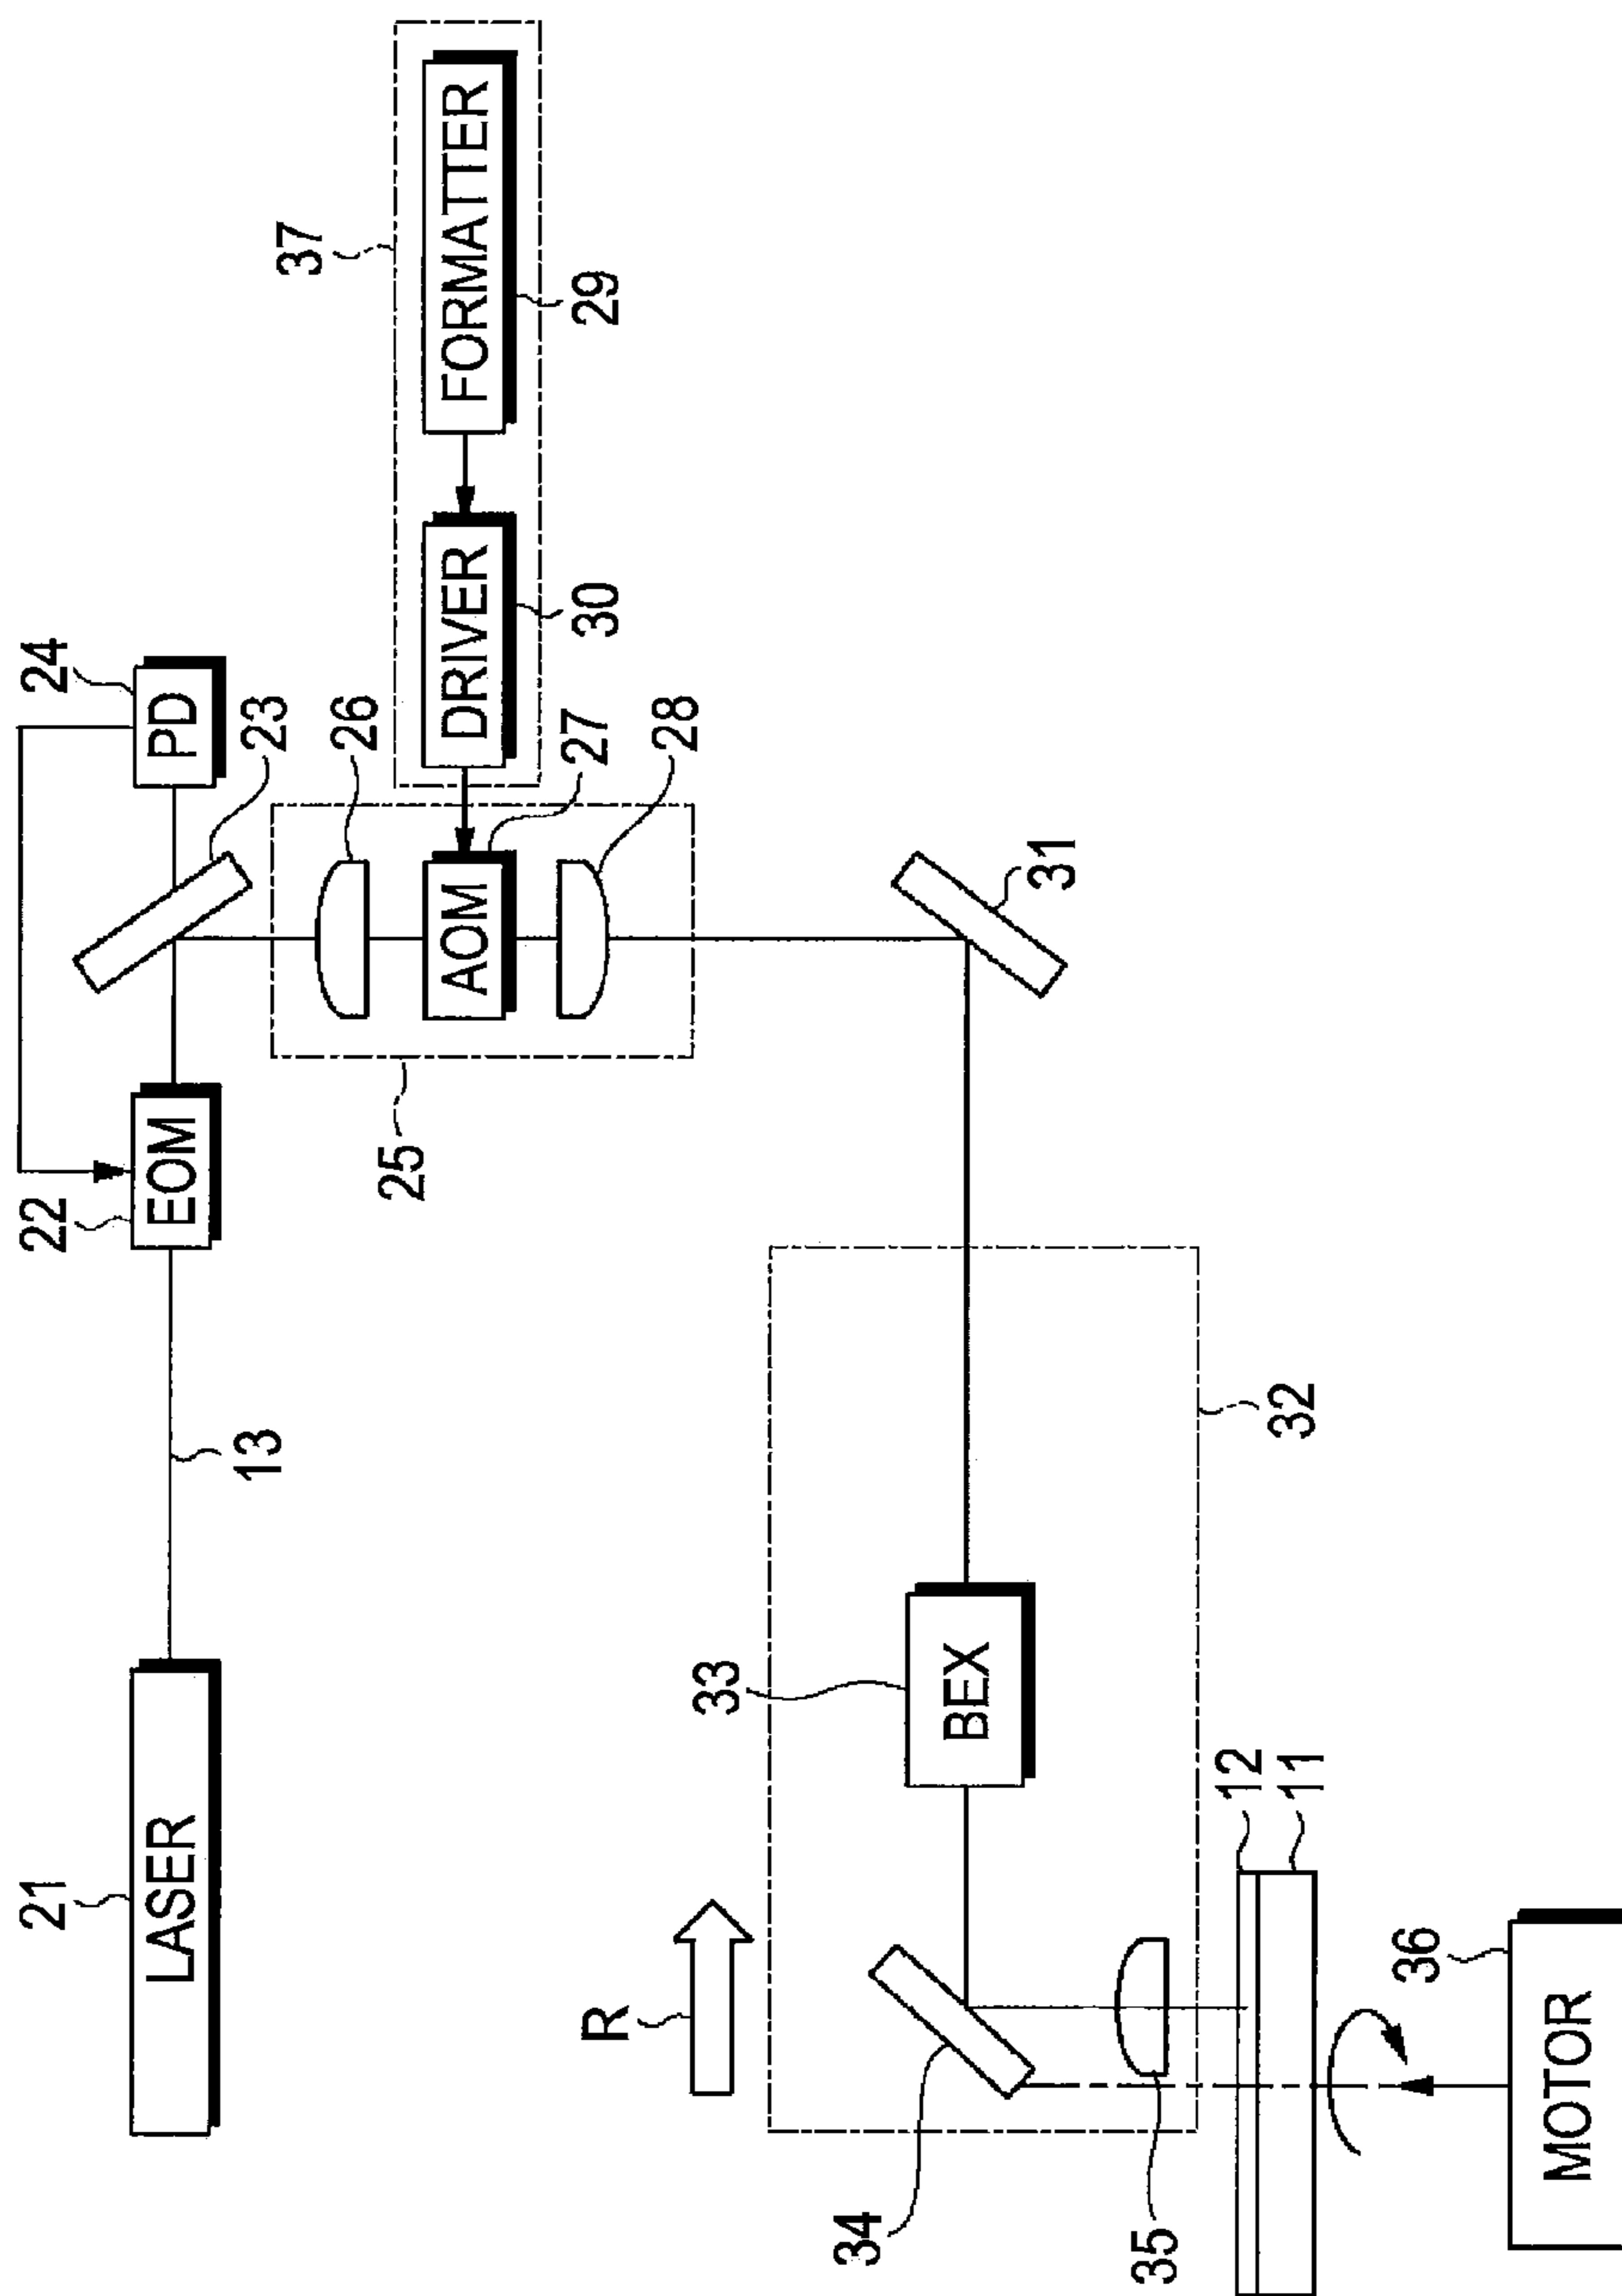 21
LASER
13
22
EOM
24
PD
23
25
26
AOM
27
28
37
DRIVER
30
FORMATTER
29
R
34
35
33
BEX
32
31
12
11
36
MOTOR